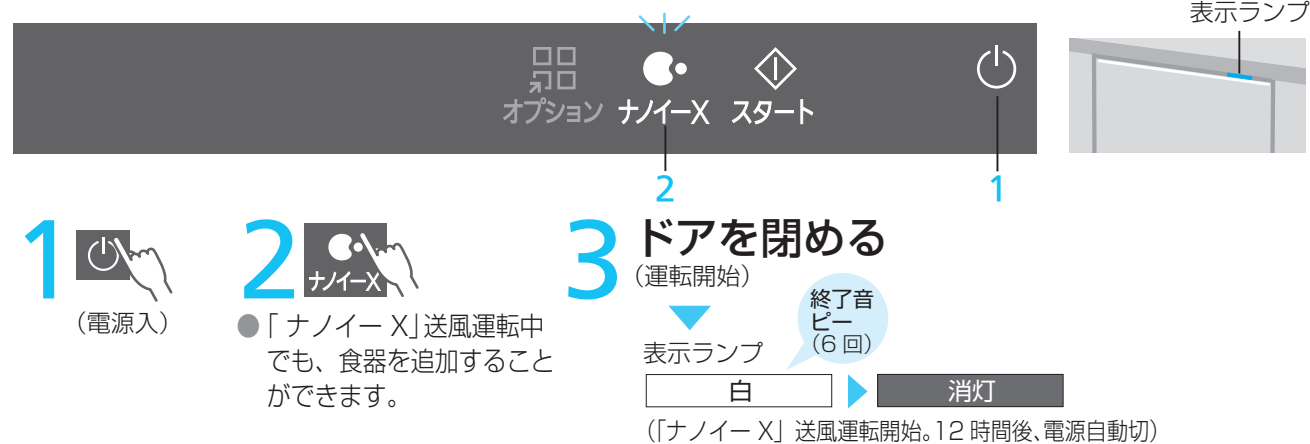 表示ランプ
オプション ナノイーX スタート
2 1
1
ナノイーX
(電源入)
2
●「ナノイー X」送風運転中
でも、食器を追加すること
ができます。
3 ドアを閉める
(運転開始)
終了音
ピー
(6 回)
表示ランプ
白 消灯
(「ナノイー X」送風運転開始。12 時間後、電源自動切)